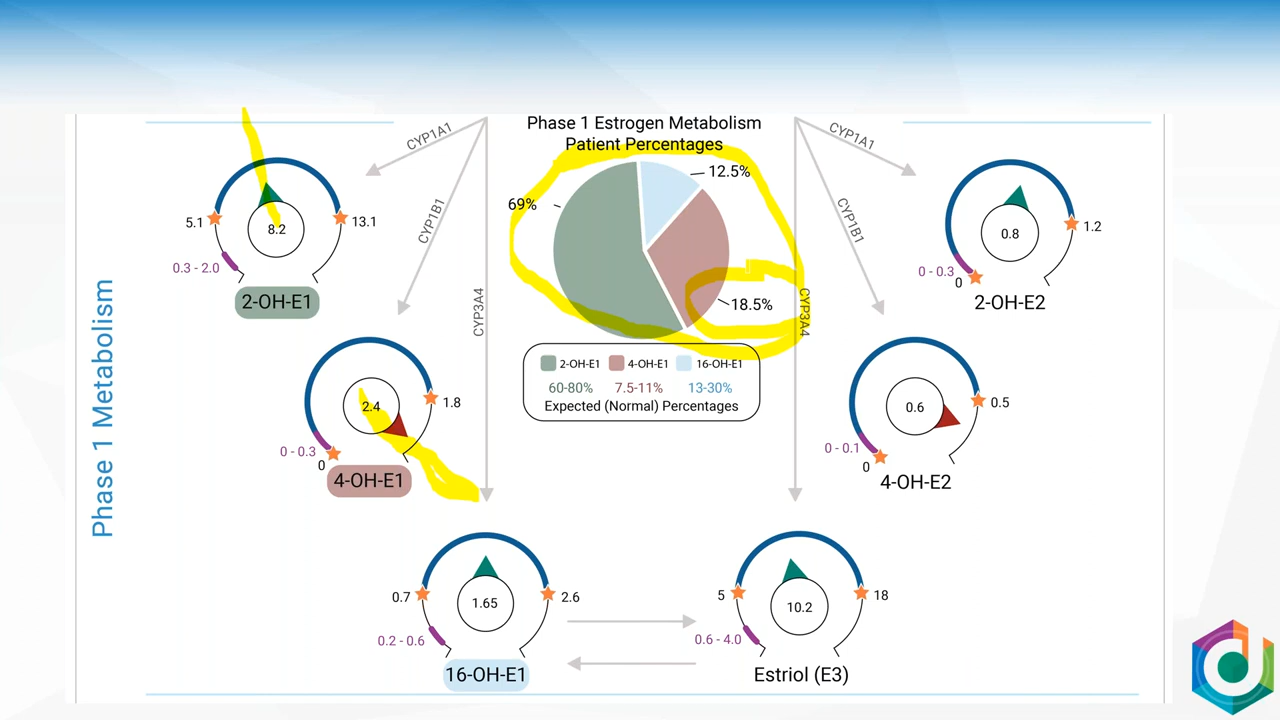 Phase 1 Metabolism
Phase 1 Estrogen Metabolism
Patient Percentages
12.5%
69%
18.5%
2-OH-E1 4-OH-E1 16-OH-E1
60-80% 7.5-11% 13-30%
Expected (Normal) Percentages
CYP1A1
CYP1B1
CYP3A4
CYP1A1
CYP1B1
CYP3A4
5.1
8.2
13.1
0.3 - 2.0
2-OH-E1
2.4
1.8
0 - 0.3
0
4-OH-E1
0.7
1.65
2.6
0.2 - 0.6
16-OH-E1
5
10.2
18
0.6 - 4.0
Estriol (E3)
0.8
1.2
0 - 0.3
0
2-OH-E2
0.6
0.5
0 - 0.1
0
4-OH-E2